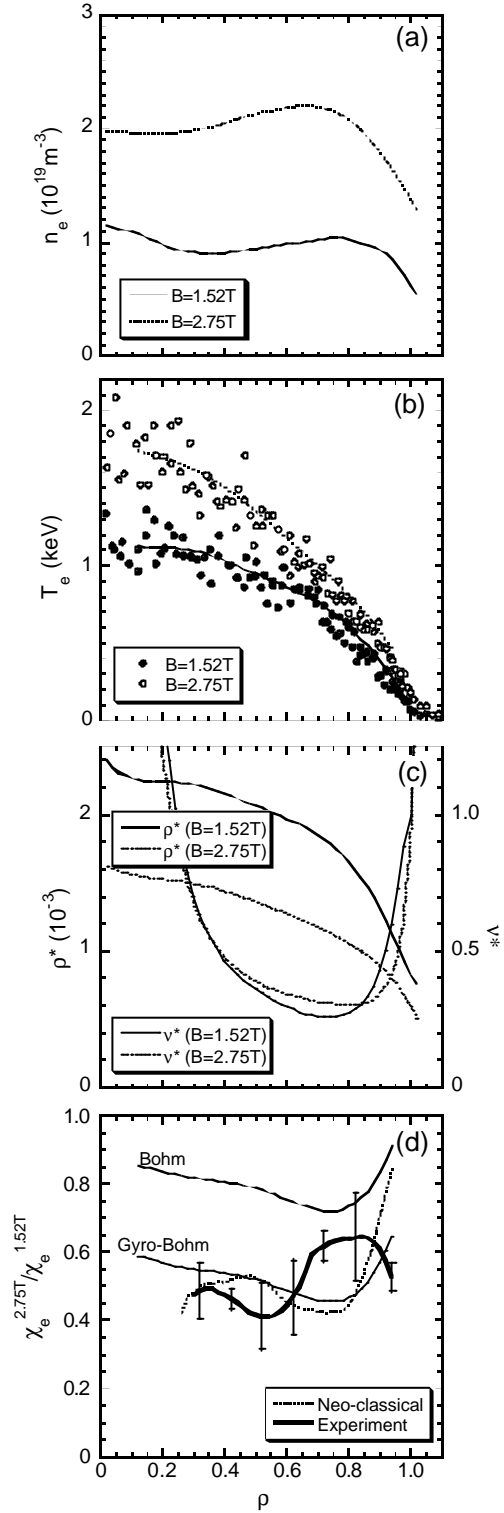 3
(a)
2
n_e (10^19 m^-3)
1
B=1.52T
B=2.75T
0
(b)
2
T_e (keV)
1
B=1.52T
B=2.75T
0
(c)
2
1.0
ρ* (B=1.52T)
ρ* (B=2.75T)
ρ* (10^-3)
1
0.5
ν*
ν* (B=1.52T)
ν* (B=2.75T)
0
0
1.0
(d)
Bohm
0.8
χ_e^2.75T/χ_e^1.52T
Gyro-Bohm
0.6
0.4
0.2
Neo-classical
Experiment
0
0 0.2 0.4 0.6 0.8 1.0
ρ